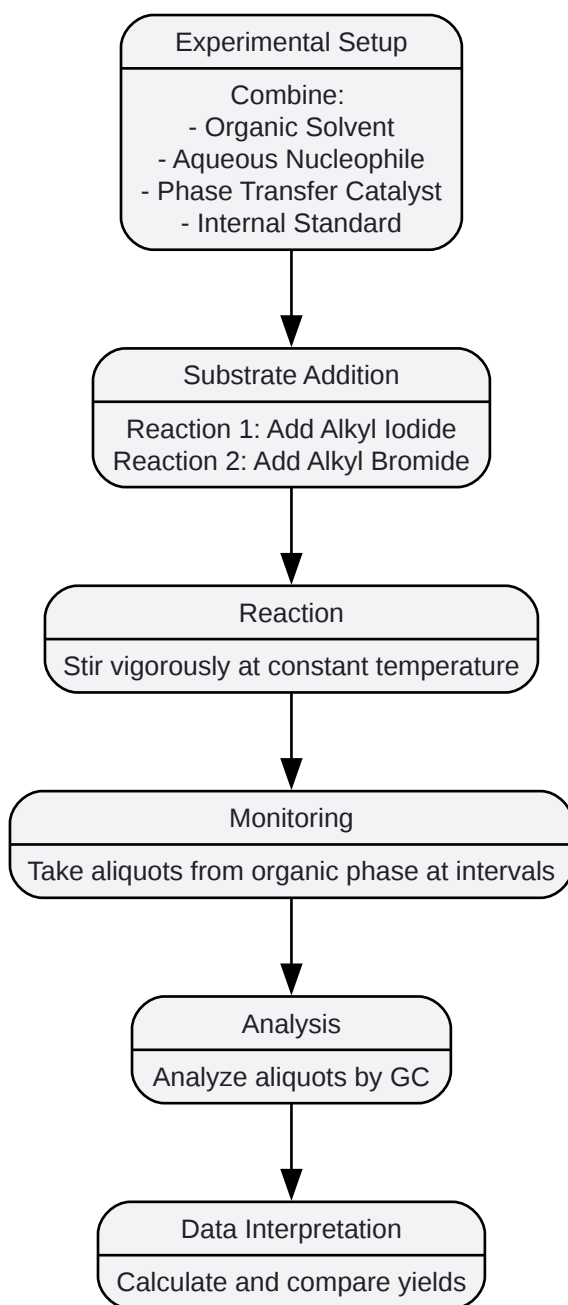 Experimental Setup
Combine:
- Organic Solvent
- Aqueous Nucleophile
- Phase Transfer Catalyst
- Internal Standard
Substrate Addition
Reaction 1: Add Alkyl Iodide
Reaction 2: Add Alkyl Bromide
Reaction
Stir vigorously at constant temperature
Monitoring
Take aliquots from organic phase at intervals
Analysis
Analyze aliquots by GC
Data Interpretation
Calculate and compare yields